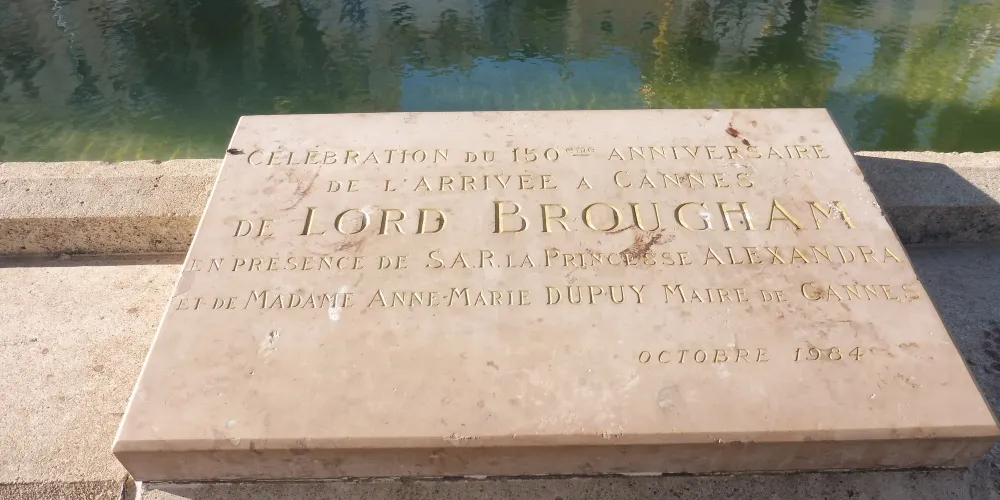 CÉLÉBRATION DU 150ème ANNIVERSAIRE
DE L'ARRIVÉE A CANNES
DE LORD BROUGHAM
EN PRÉSENCE DE S.A.R. LA PRINCESSE ALEXANDRA
ET DE MADAME ANNE-MARIE DUPUY MAIRE DE CANNES
OCTOBRE 1984